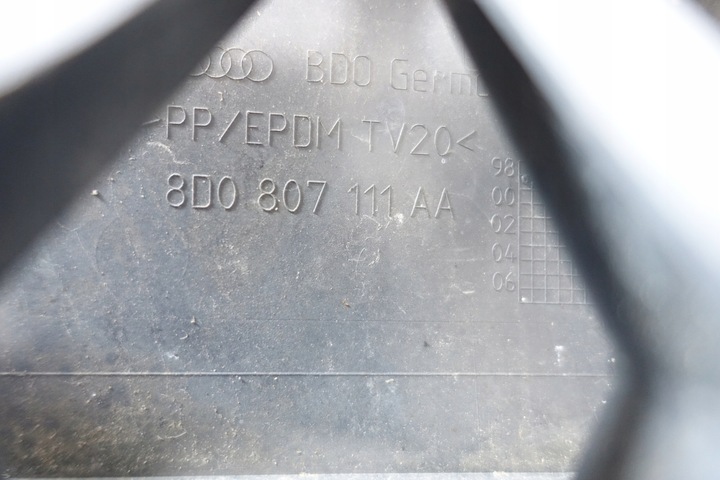 BDO Germ
>PP/EPDM TV20<
8D0 807 111 AA
98
00
02
04
06